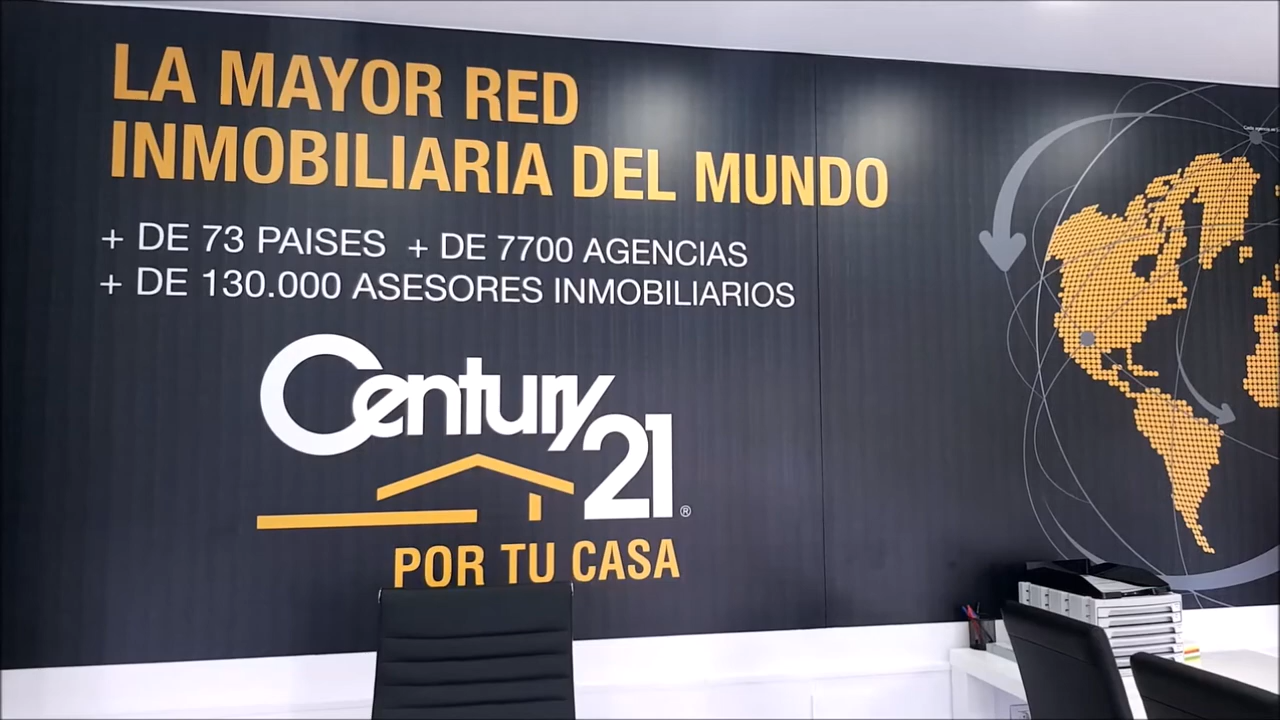 LA MAYOR RED
INMOBILIARIA DEL MUNDO
+ DE 73 PAISES + DE 7700 AGENCIAS
+ DE 130.000 ASESORES INMOBILIARIOS
Century
21®
POR TU CASA